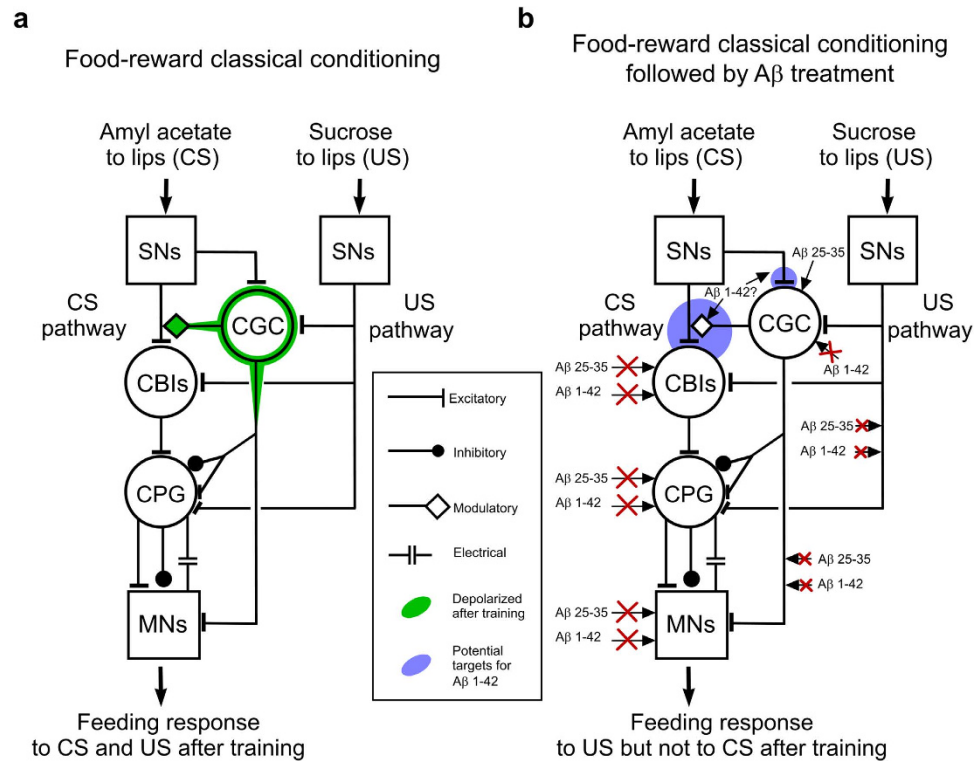 a
Food-reward classical conditioning
Amyl acetate
to lips (CS)
Sucrose
to lips (US)
SNs
SNs
CS
pathway
CGC
US
pathway
CBIs
CPG
MNs
Feeding response
to CS and US after training
Excitatory
Inhibitory
Modulatory
Electrical
Depolarized
after training
Potential
targets for
Aβ 1-42
b
Food-reward classical conditioning
followed by Aβ treatment
Amyl acetate
to lips (CS)
Sucrose
to lips (US)
SNs
SNs
Aβ 25-35
Aβ 1-42?
CS
pathway
CGC
US
pathway
Aβ 1-42
Aβ 25-35
Aβ 1-42
CBIs
Aβ 25-35
Aβ 1-42
Aβ 25-35
Aβ 1-42
CPG
Aβ 25-35
Aβ 1-42
Aβ 25-35
Aβ 1-42
MNs
Feeding response
to US but not to CS after training